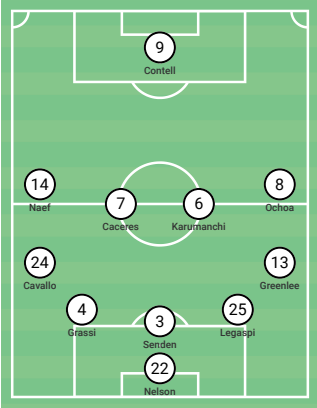 9
Contell
14
Naef
8
Ochoa
7
Caceres
6
Karumanchi
24
Cavallo
13
Greenlee
4
Grassi
25
Legaspi
3
Senden
22
Nelson